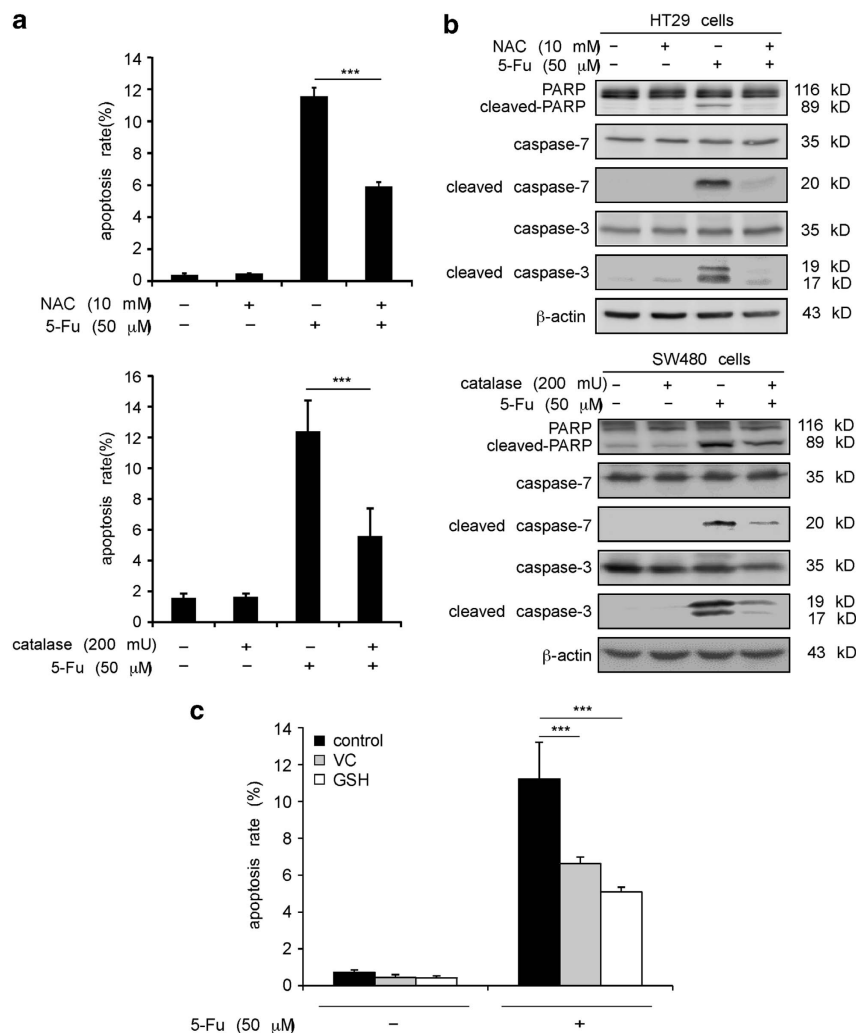 a
apoptosis rate(%)
14
12
10
8
6
4
2
0
***
NAC (10 mM) – + – +
5-Fu (50 µM) – – + +
apoptosis rate(%)
16
14
12
10
8
6
4
2
0
***
catalase (200 mU) – + – +
5-Fu (50 µM) – – + +
b
HT29 cells
NAC (10 mM) – + – +
5-Fu (50 µM) – – + +
PARP 116 kD
cleaved-PARP 89 kD
caspase-7 35 kD
cleaved caspase-7 20 kD
caspase-3 35 kD
cleaved caspase-3 19 kD
17 kD
β-actin 43 kD
SW480 cells
catalase (200 mU) – + – +
5-Fu (50 µM) – – + +
PARP 116 kD
cleaved-PARP 89 kD
caspase-7 35 kD
cleaved caspase-7 20 kD
caspase-3 35 kD
cleaved caspase-3 19 kD
17 kD
β-actin 43 kD
c
apoptosis rate (%)
14
12
10
8
6
4
2
0
control
VC
GSH
***
***
5-Fu (50 µM) – +